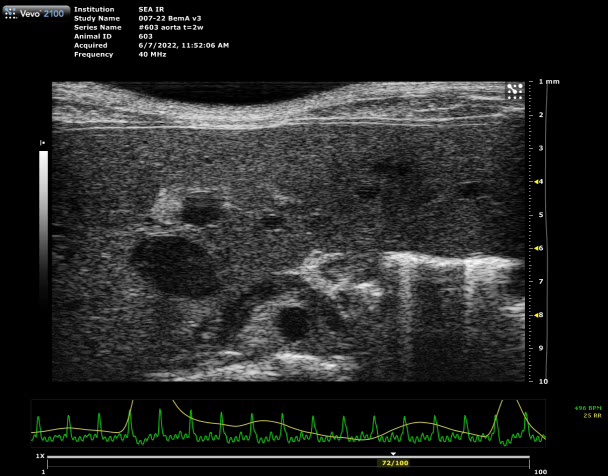 Vevo 2100
Institution SEA IR
Study Name 007-22 BemA v3
Series Name #603 aorta t=2w
Animal ID 603
Acquired 6/7/2022, 11:52:06 AM
Frequency 40 MHz
1 mm
2
3
4
5
6
7
8
9
10
496 BPM
25 RR
1X
72/100
1 100